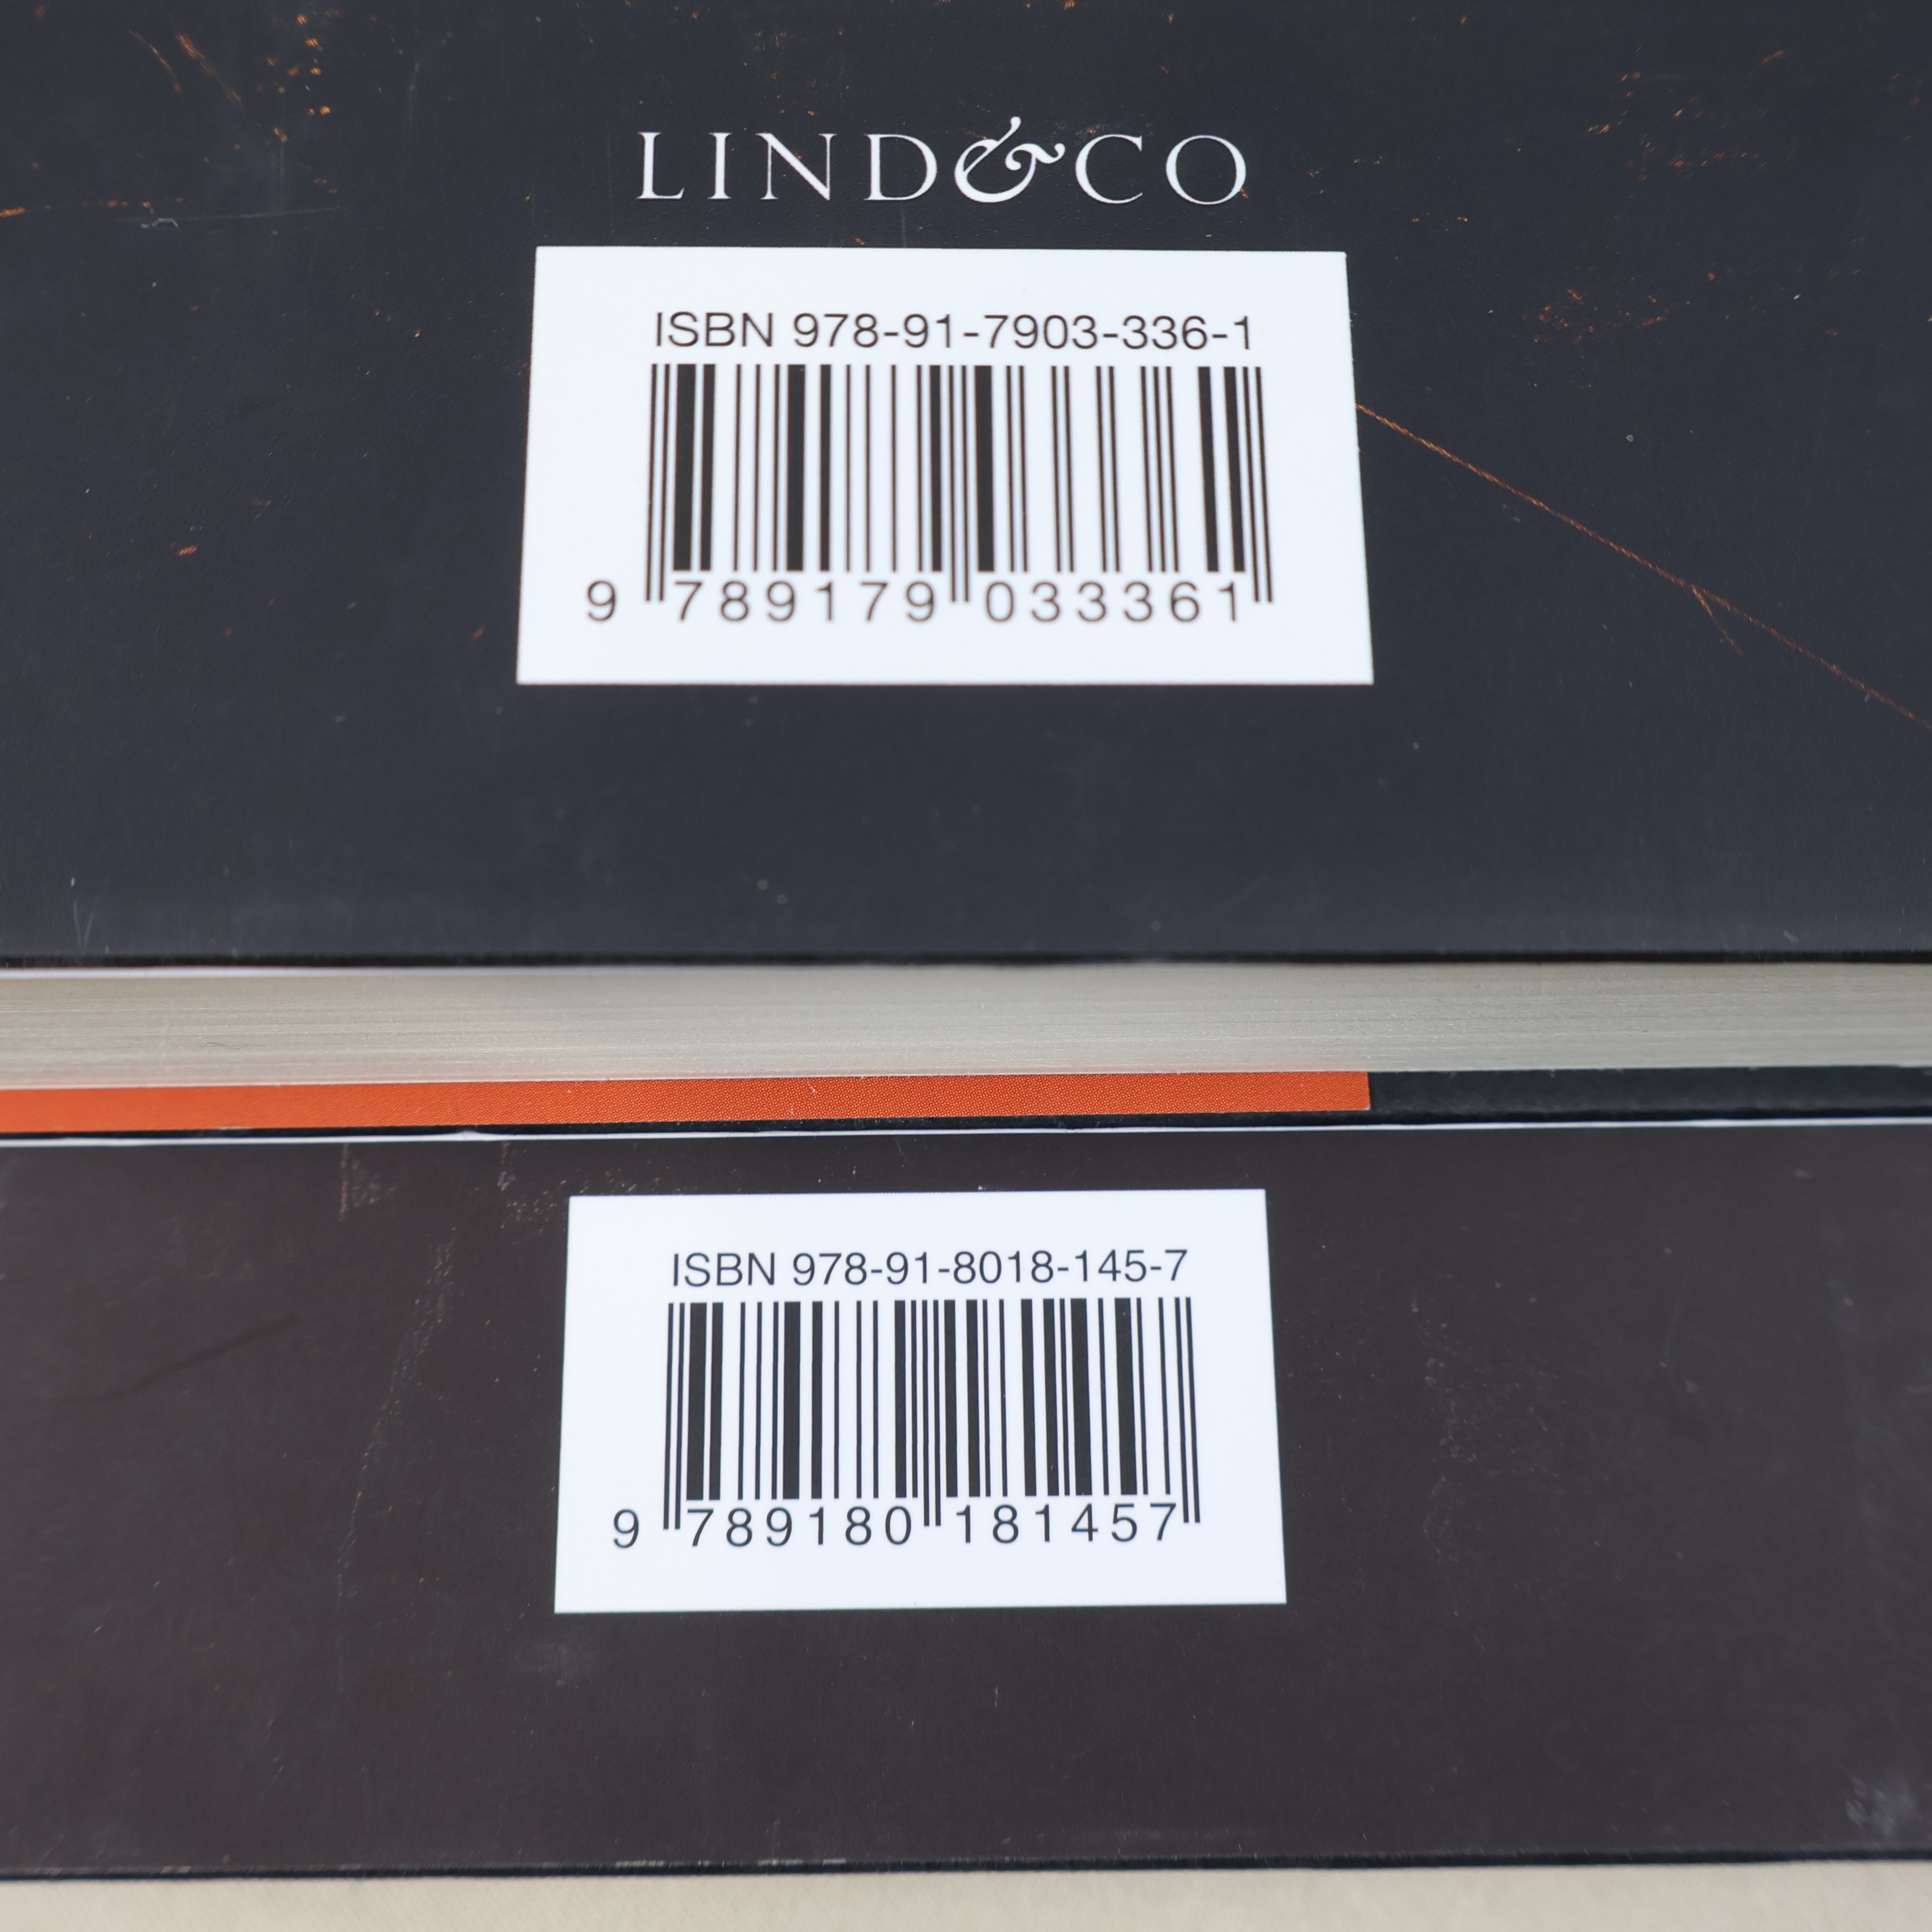 LIND&CO
ISBN 978-91-7903-336-1
9 789179 033361
ISBN 978-91-8018-145-7
9 789180 181457